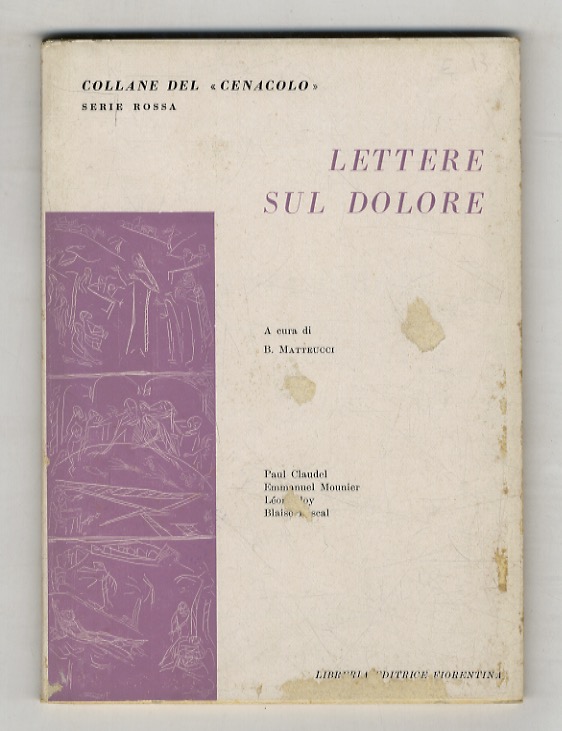 COLLANE DEL « CENACOLO »
SERIE ROSSA
LETTERE
SUL DOLORE
A cura di
B. MATTEUCCI
Paul Claudel
Emmanuel Mounier
FIORENTINA